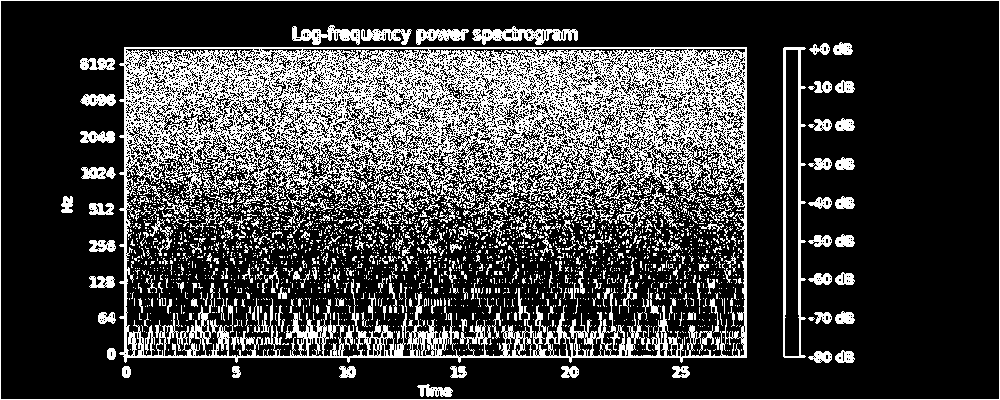 Log-frequency power spectrogram
8192
4096
2048
1024
512
256
128
64
0
Hz
0 5 10 15 20 25
Time
+0 dB
-10 dB
-20 dB
-30 dB
-40 dB
-50 dB
-60 dB
-70 dB
-80 dB